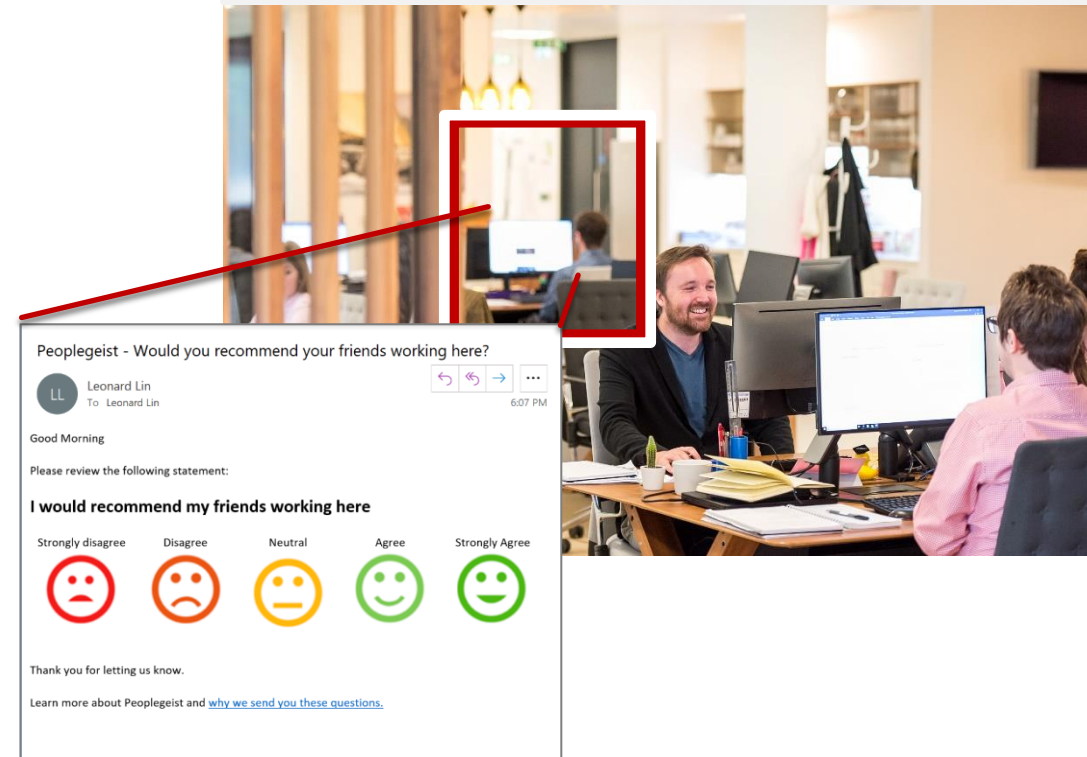 Peoplegeist - Would you recommend your friends working here?
LL
Leonard Lin
To Leonard Lin
6:07 PM
Good Morning
Please review the following statement:
I would recommend my friends working here
Strongly disagree Disagree Neutral Agree Strongly Agree
Thank you for letting us know.
Learn more about Peoplegeist and why we send you these questions.